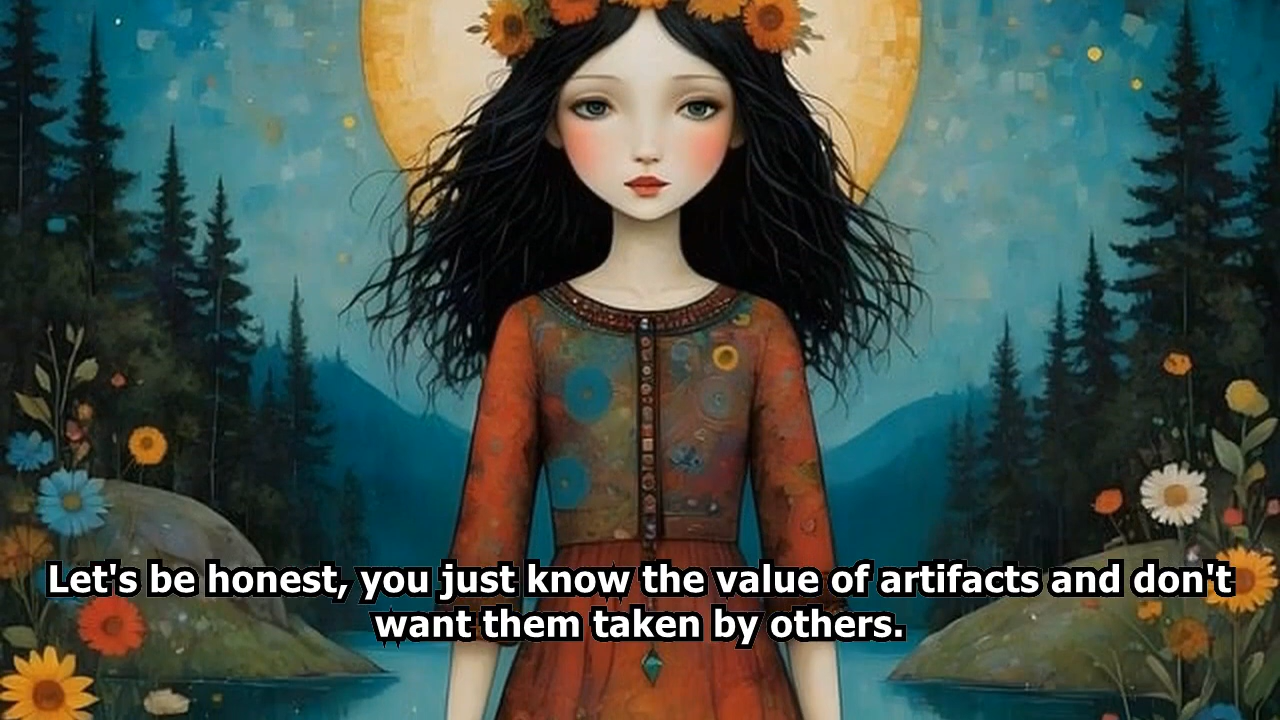 Let's be honest, you just know the value of artifacts and don't
want them taken by others.